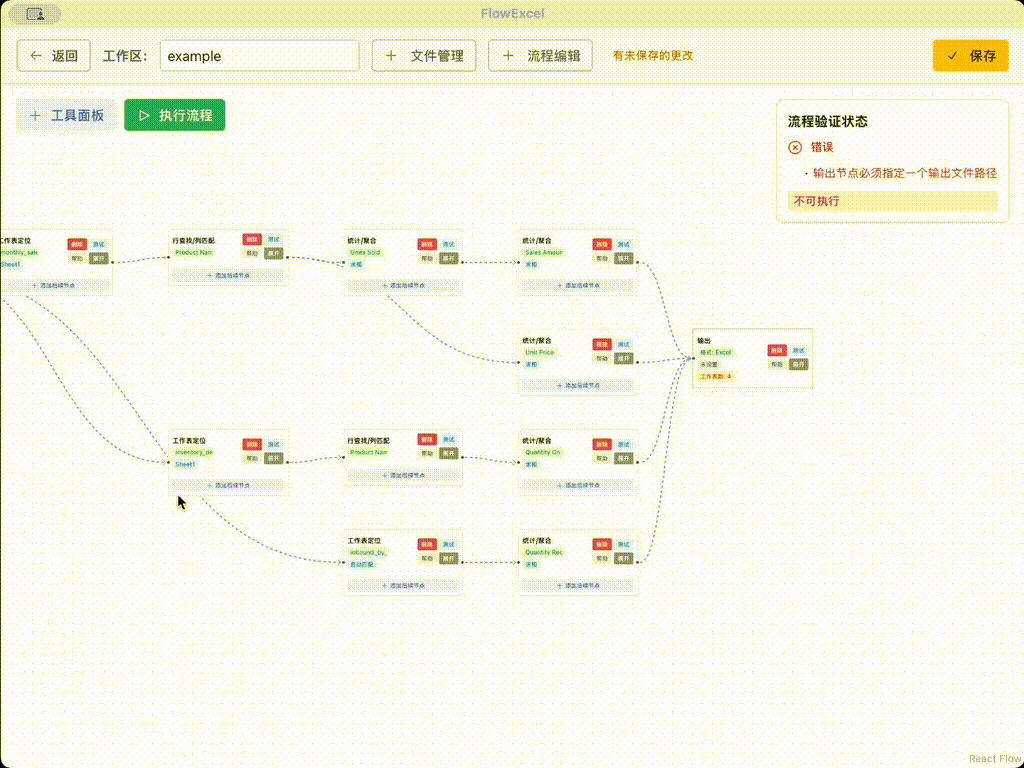 FlowExcel
返回
工作区:
example
文件管理
流程编辑
有未保存的更改
保存
工具面板
执行流程
流程验证状态
错误
输出节点必须指定一个输出文件路径
不可执行
工作表定位
删除
测试
monthly_sale
帮助
展开
Sheet1
添加后续节点
行查找/列匹配
删除
测试
Product Nam
帮助
展开
添加后续节点
统计/聚合
删除
测试
Units Sold
帮助
展开
求和
添加后续节点
统计/聚合
删除
测试
Sales Amoun
帮助
展开
求和
添加后续节点
统计/聚合
删除
测试
Unit Price
帮助
展开
求和
添加后续节点
输出
格式: Excel
删除
测试
未设置
帮助
展开
工作表数: 4
工作表定位
删除
测试
inventory_de
帮助
展开
Sheet1
添加后续节点
行查找/列匹配
删除
测试
Product Nam
帮助
展开
添加后续节点
统计/聚合
删除
测试
Quantity On
帮助
展开
求和
添加后续节点
工作表定位
删除
测试
inbound_by_
帮助
展开
自动匹配
添加后续节点
统计/聚合
删除
测试
Quantity Rec
帮助
展开
求和
添加后续节点
React Flow